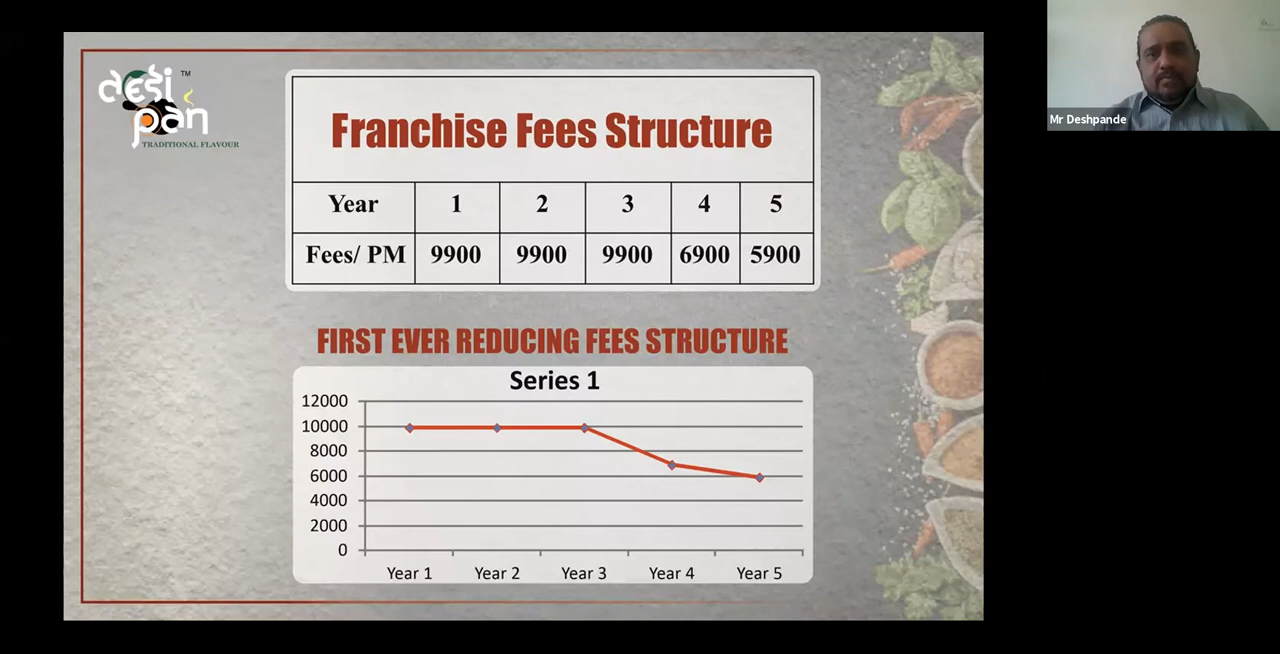 desi
TM
pan
TRADITIONAL FLAVOUR
Franchise Fees Structure
Year 1 2 3 4 5
Fees/ PM 9900 9900 9900 6900 5900
FIRST EVER REDUCING FEES STRUCTURE
Series 1
12000
10000
8000
6000
4000
2000
0
Year 1 Year 2 Year 3 Year 4 Year 5
Mr Deshpande